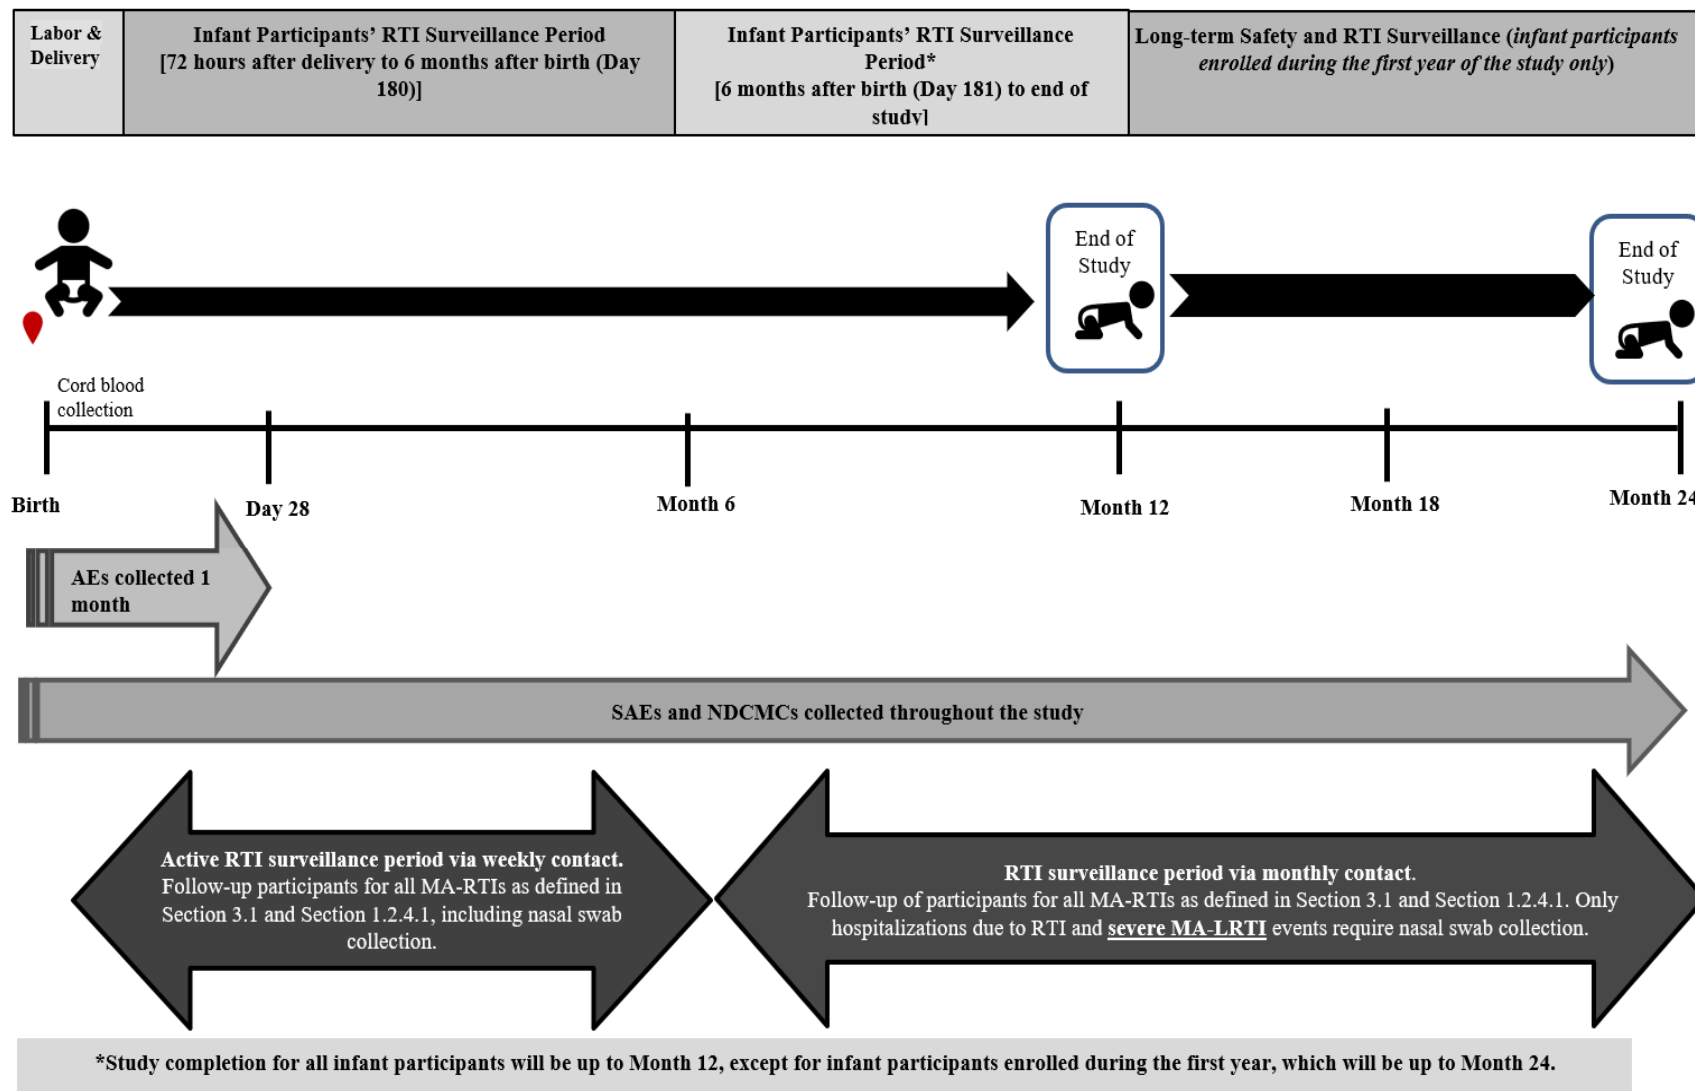 Labor &
Delivery
Infant Participants’ RTI Surveillance Period
[72 hours after delivery to 6 months after birth (Day
180)]
Infant Participants’ RTI Surveillance
Period*
[6 months after birth (Day 181) to end of
study]
Long-term Safety and RTI Surveillance (infant participants
enrolled during the first year of the study only)
End of
Study
End of
Study
Cord blood
collection
Birth
Day 28
Month 6
Month 12
Month 18
Month 24
AEs collected 1
month
SAEs and NDCMCs collected throughout the study
Active RTI surveillance period via weekly contact.
Follow-up participants for all MA-RTIs as defined in
Section 3.1 and Section 1.2.4.1, including nasal swab
collection.
RTI surveillance period via monthly contact.
Follow-up of participants for all MA-RTIs as defined in Section 3.1 and Section 1.2.4.1. Only
hospitalizations due to RTI and severe MA-LRTI events require nasal swab collection.
*Study completion for all infant participants will be up to Month 12, except for infant participants enrolled during the first year, which will be up to Month 24.